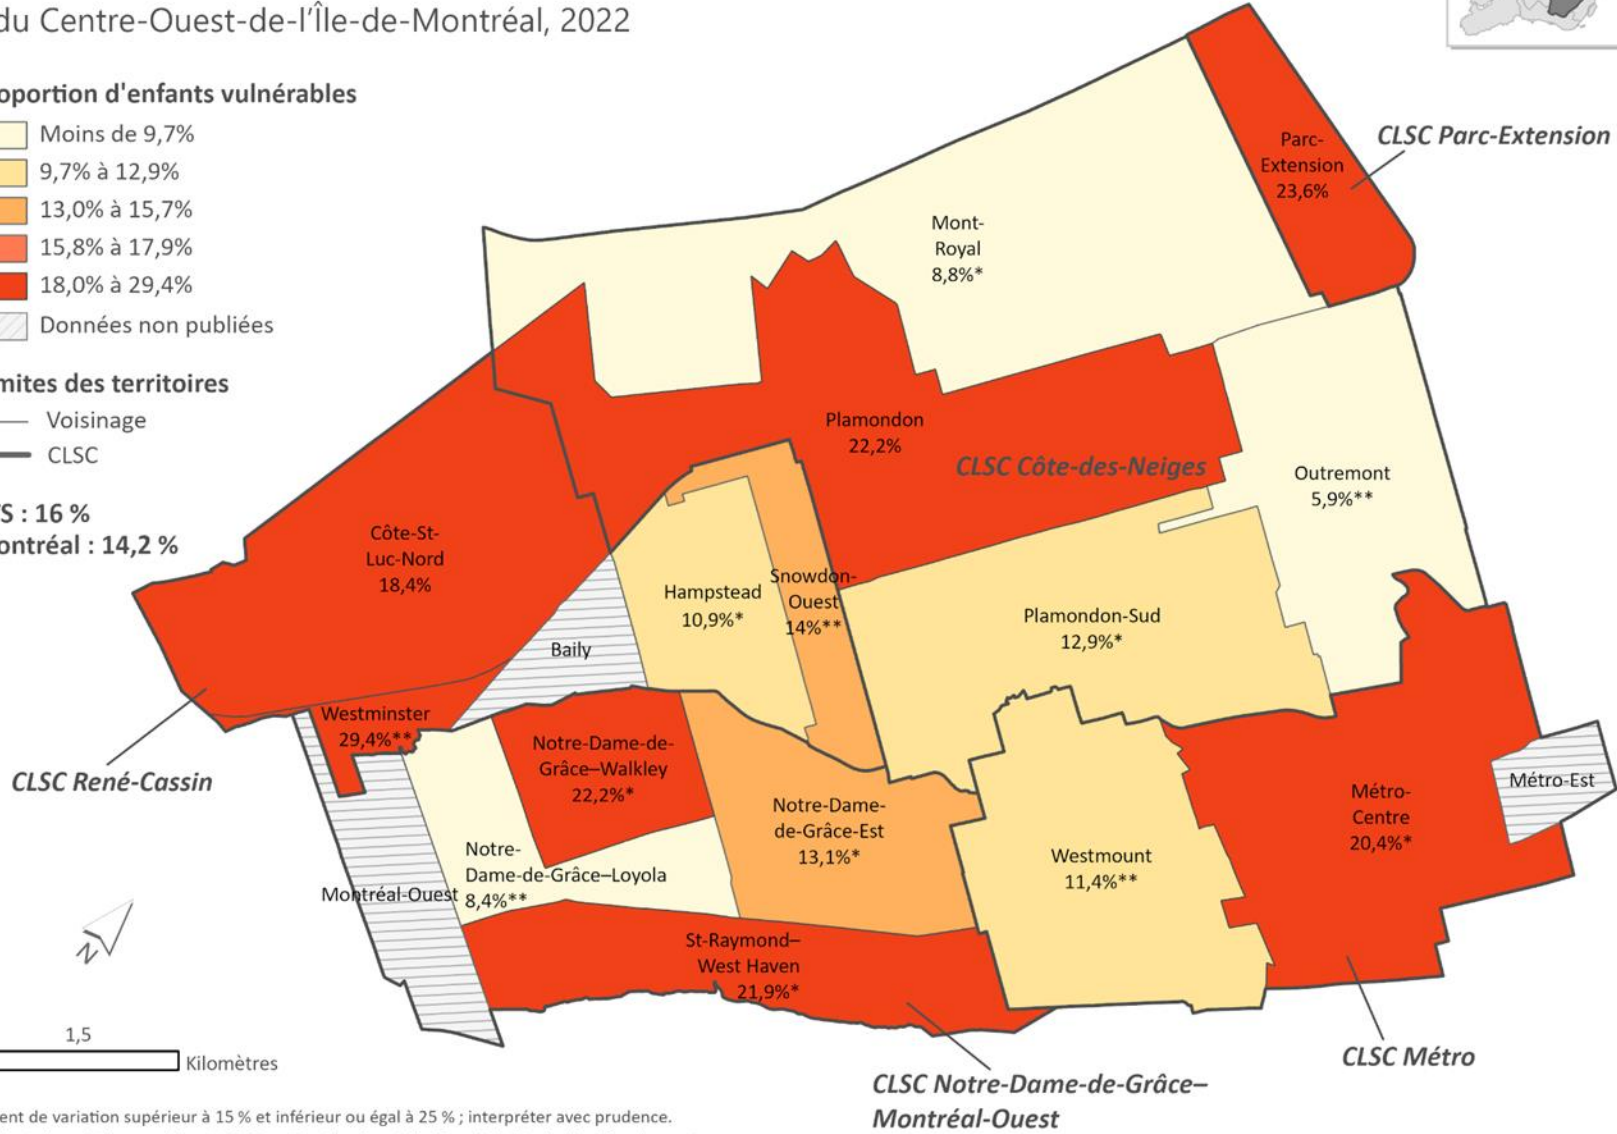 du Centre-Ouest-de-l'Île-de-Montréal, 2022
oportion d'enfants vulnérables
Moins de 9,7%
9,7% à 12,9%
13,0% à 15,7%
15,8% à 17,9%
18,0% à 29,4%
Données non publiées
mites des territoires
Voisinage
CLSC
S : 16 %
ontréal : 14,2 %
Parc-
Extension
23,6%
CLSC Parc-Extension
Mont-
Royal
8,8%*
Plamondon
22,2%
CLSC Côte-des-Neiges
Outremont
5,9%**
Côte-St-
Luc-Nord
18,4%
Hampstead
10,9%*
Snowdon-
Ouest
14%**
Plamondon-Sud
12,9%*
Baily
Westminster
29,4%**
CLSC René-Cassin
Notre-Dame-de-
Grâce–Walkley
22,2%*
Notre-Dame-
de-Grâce-Est
13,1%*
Métro-Est
Métro-
Centre
20,4%*
Westmount
11,4%**
Notre-
Dame-de-Grâce–Loyola
8,4%**
Montréal-Ouest
St-Raymond–
West Haven
21,9%*
N
1,5
Kilomètres
CLSC Métro
CLSC Notre-Dame-de-Grâce–
Montréal-Ouest
ent de variation supérieur à 15 % et inférieur ou égal à 25 % ; interpréter avec prudence.